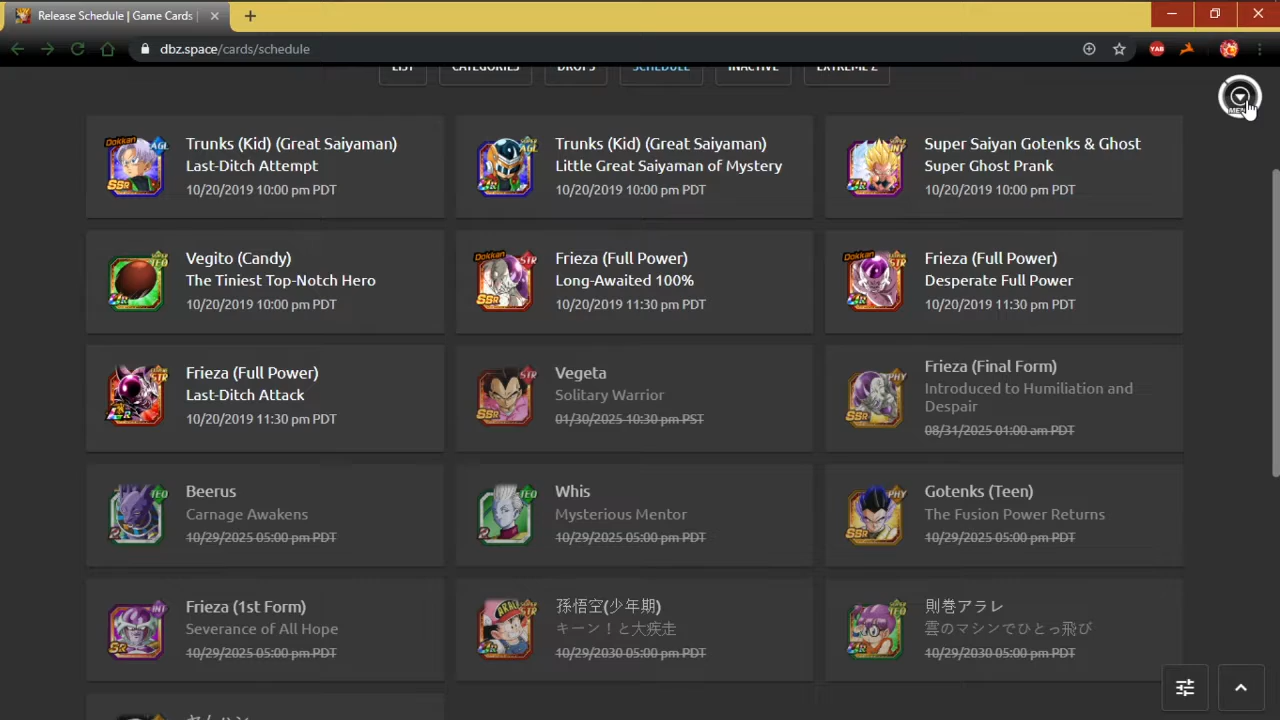 Release Schedule | Game Cards |
dbz.space/cards/schedule
YAB
LIST CATEGORIES DROPS SCHEDULE INACTIVE EXTREME Z
MENU
Trunks (Kid) (Great Saiyaman)
Last-Ditch Attempt
10/20/2019 10:00 pm PDT
Trunks (Kid) (Great Saiyaman)
Little Great Saiyaman of Mystery
10/20/2019 10:00 pm PDT
Super Saiyan Gotenks & Ghost
Super Ghost Prank
10/20/2019 10:00 pm PDT
Vegito (Candy)
The Tiniest Top-Notch Hero
10/20/2019 10:00 pm PDT
Frieza (Full Power)
Long-Awaited 100%
10/20/2019 11:30 pm PDT
Frieza (Full Power)
Desperate Full Power
10/20/2019 11:30 pm PDT
Frieza (Full Power)
Last-Ditch Attack
10/20/2019 11:30 pm PDT
Vegeta
Solitary Warrior
01/30/2025 10:30 pm PST
Frieza (Final Form)
Introduced to Humiliation and
Despair
08/31/2025 01:00 am PDT
Beerus
Carnage Awakens
10/29/2025 05:00 pm PDT
Whis
Mysterious Mentor
10/29/2025 05:00 pm PDT
Gotenks (Teen)
The Fusion Power Returns
10/29/2025 05:00 pm PDT
Frieza (1st Form)
Severance of All Hope
10/29/2025 05:00 pm PDT
孫悟空(少年期)
キーン！と大疾走
10/29/2030 05:00 pm PDT
則巻アラレ
雲のマシンでひとっ飛び
10/29/2030 05:00 pm PDT